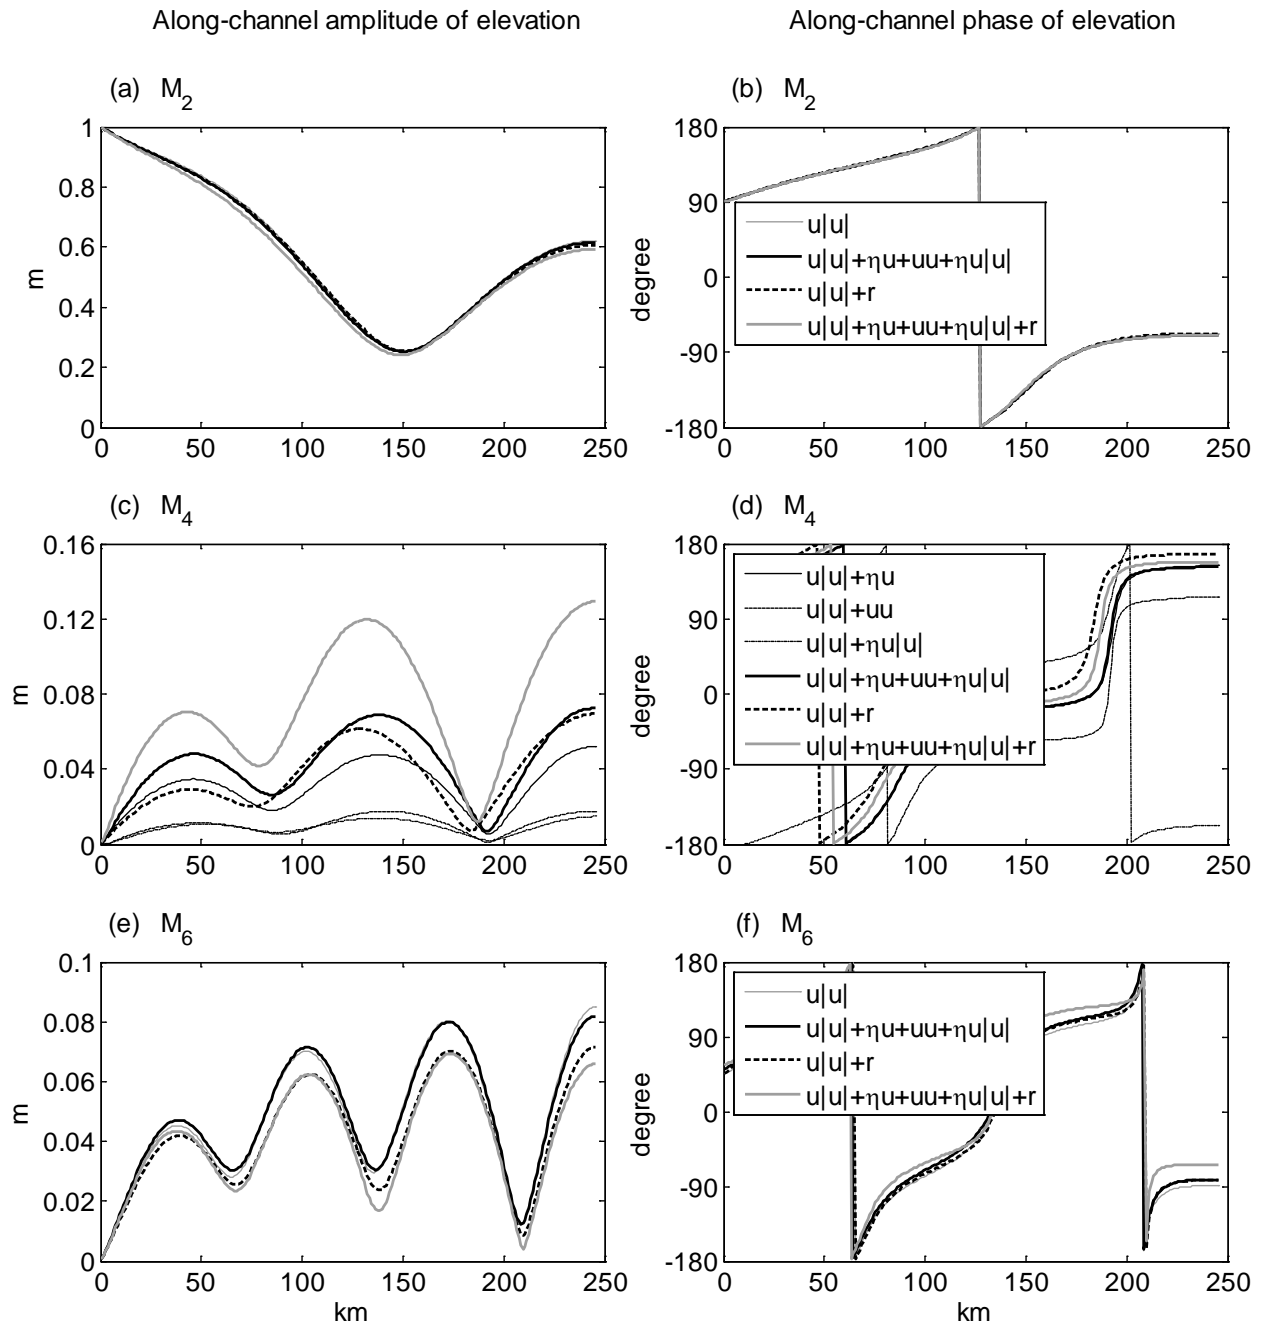 Along-channel amplitude of elevation
Along-channel phase of elevation
(a) M2
1
0.8
0.6
0.4
0.2
0
m
0 50 100 150 200 250
(b) M2
180
90
0
-90
-180
degree
u|u|
u|u|+ηu+uu+ηu|u|
u|u|+r
u|u|+ηu+uu+ηu|u|+r
0 50 100 150 200 250
(c) M4
0.16
0.12
0.08
0.04
0
m
0 50 100 150 200 250
(d) M4
180
90
0
-90
-180
degree
u|u|+ηu
u|u|+uu
u|u|+ηu|u|
u|u|+ηu+uu+ηu|u|
u|u|+r
u|u|+ηu+uu+ηu|u|+r
0 50 100 150 200 250
(e) M6
0.1
0.08
0.06
0.04
0.02
0
m
0 50 100 150 200 250
km
(f) M6
180
90
0
-90
-180
degree
u|u|
u|u|+ηu+uu+ηu|u|
u|u|+r
u|u|+ηu+uu+ηu|u|+r
0 50 100 150 200 250
km